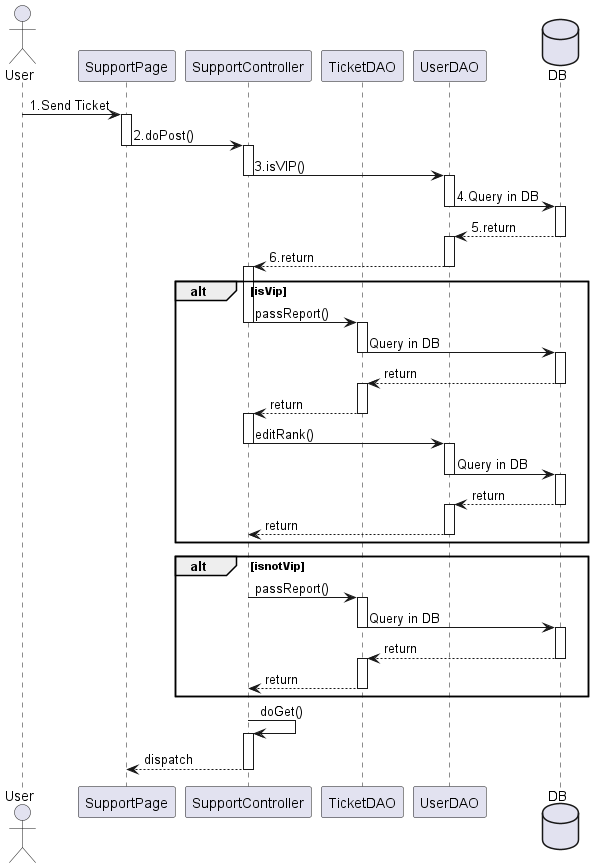 User
SupportPage
SupportController
TicketDAO
UserDAO
DB
1.Send Ticket
2.doPost()
3.isVIP()
4.Query in DB
5.return
6.return
alt [isVip]
passReport()
Query in DB
return
return
editRank()
Query in DB
return
return
alt [isnotVip]
passReport()
Query in DB
return
return
doGet()
dispatch
User
SupportPage
SupportController
TicketDAO
UserDAO
DB